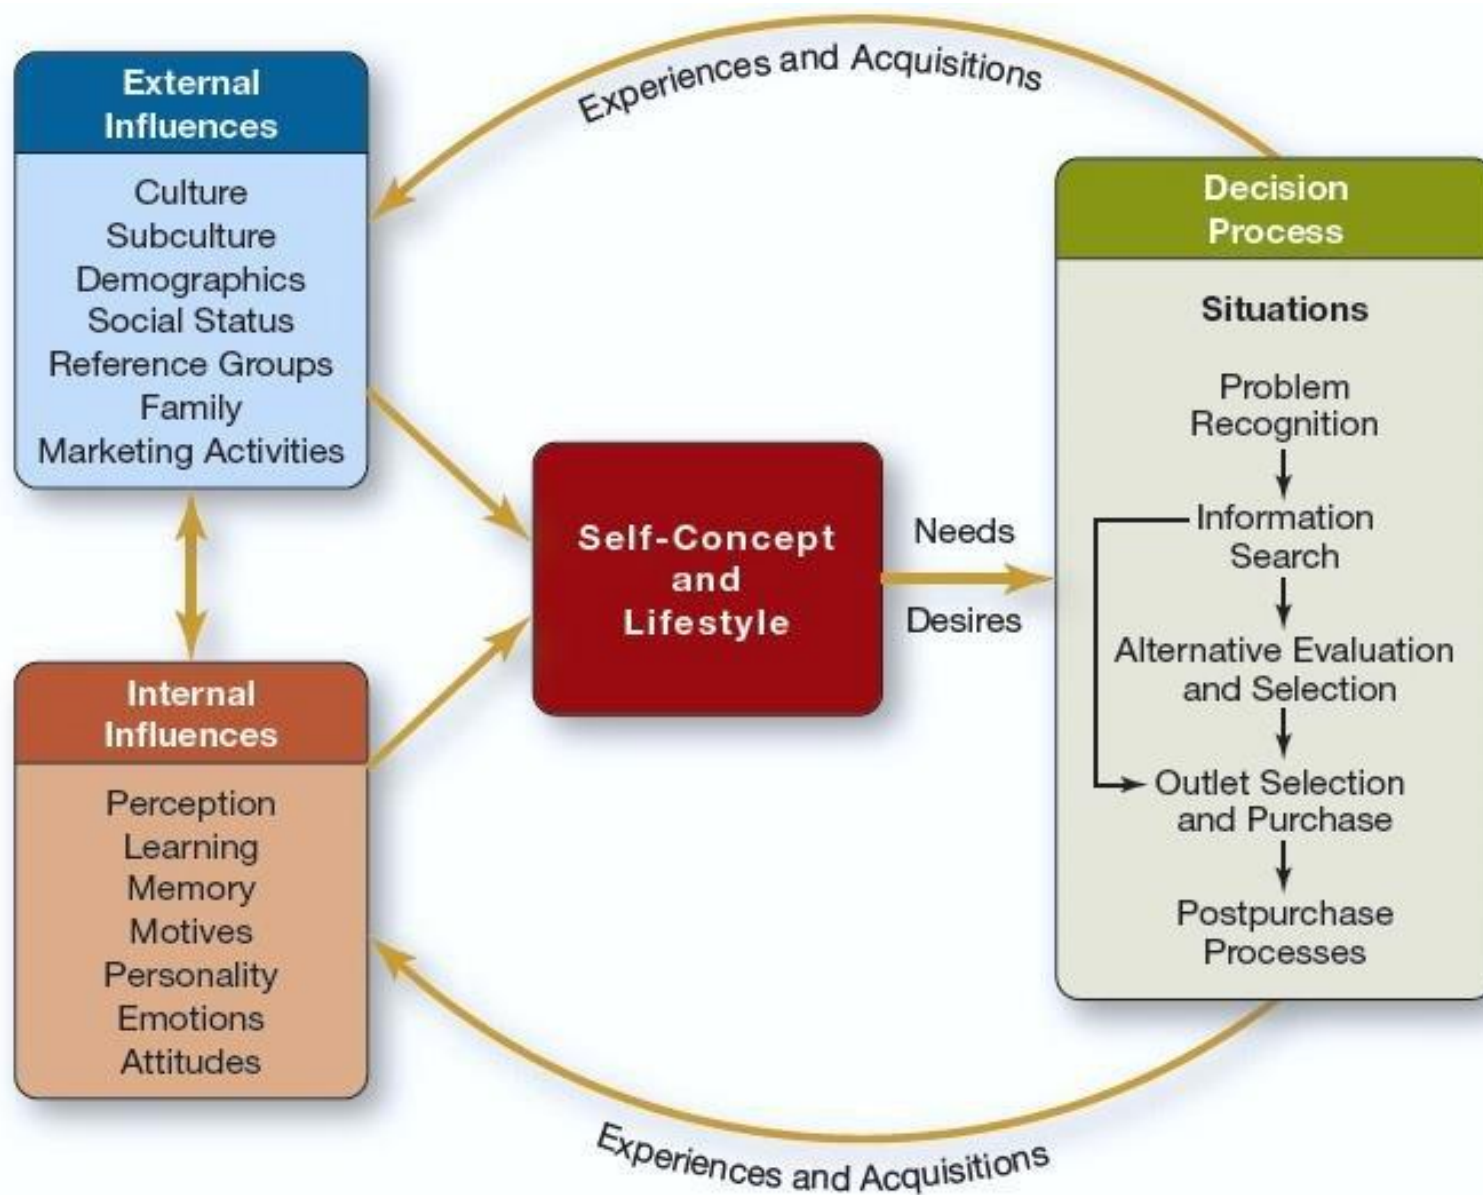 Experiences and Acquisitions
External
Influences
Culture
Subculture
Demographics
Social Status
Reference Groups
Family
Marketing Activities
Internal
Influences
Perception
Learning
Memory
Motives
Personality
Emotions
Attitudes
Self-Concept
and
Lifestyle
Needs
Desires
Decision
Process
Situations
Problem
Recognition
Information
Search
Alternative Evaluation
and Selection
Outlet Selection
and Purchase
Postpurchase
Processes
Experiences and Acquisitions